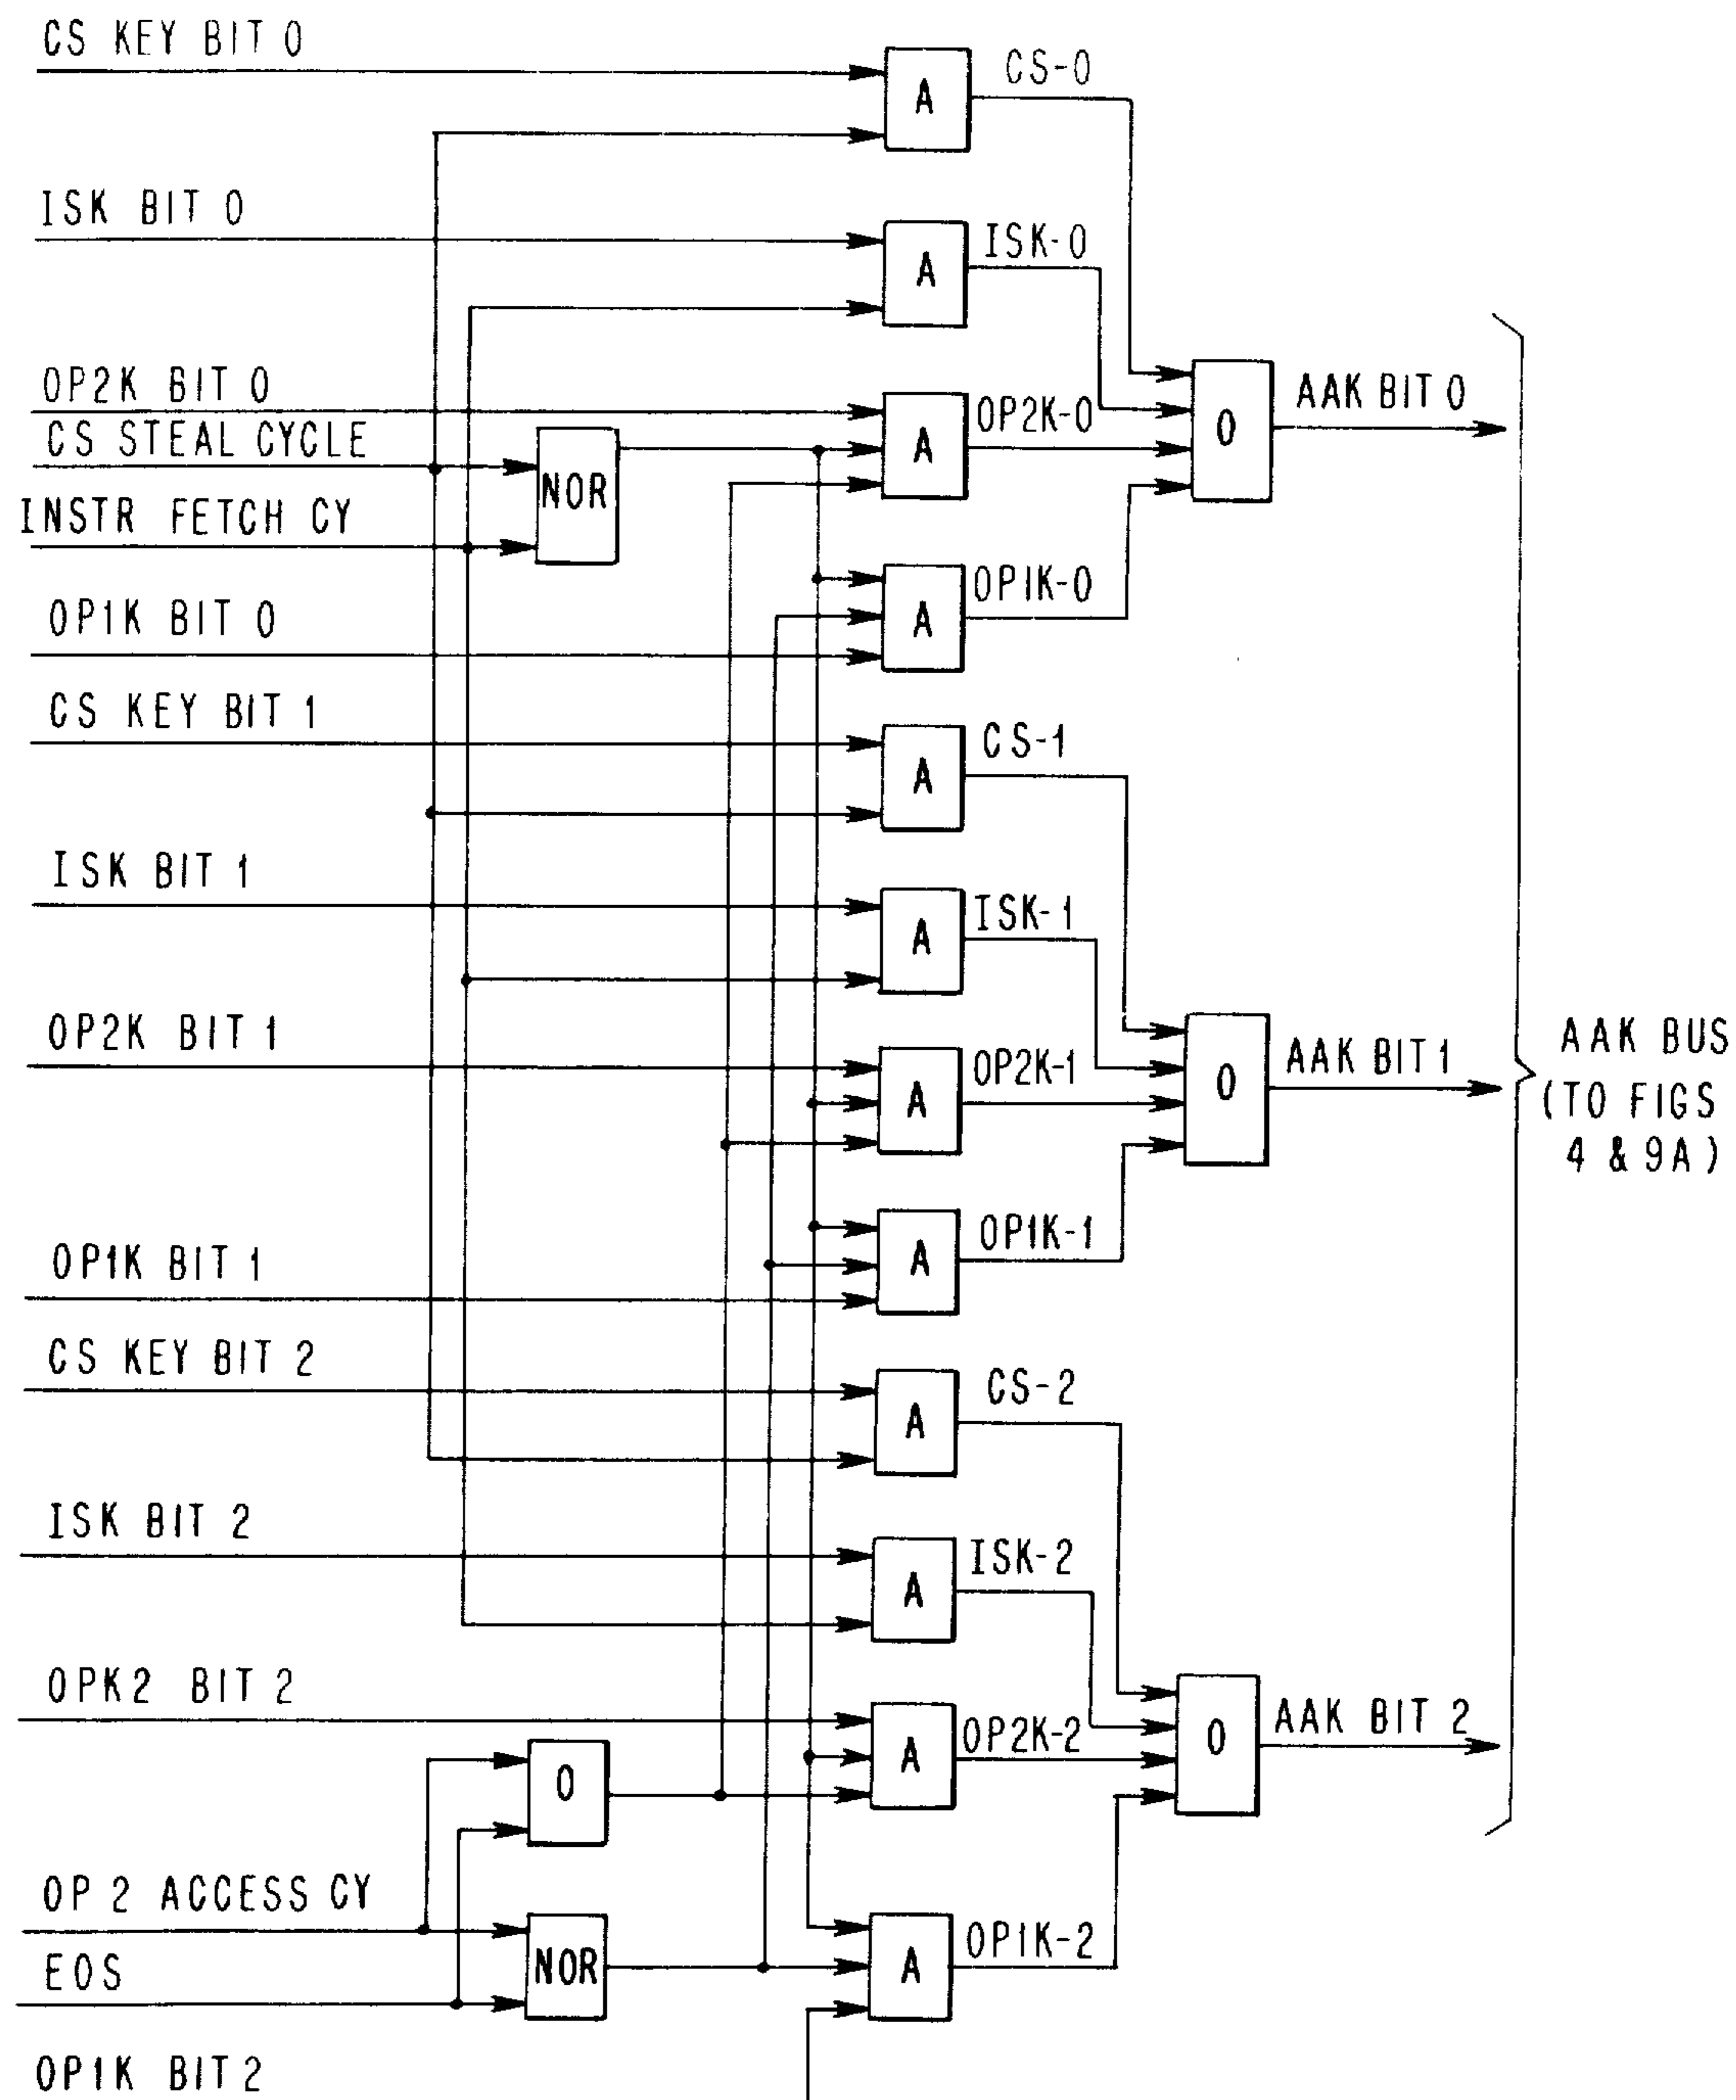 CS KEY BIT 0
A
CS-0
ISK BIT 0
A
ISK-0
OP2K BIT 0
A
OP2K-0
O
AAK BIT 0
CS STEAL CYCLE
NOR
INSTR FETCH CY
OP1K BIT 0
A
OP1K-0
CS KEY BIT 1
A
CS-1
ISK BIT 1
A
ISK-1
OP2K BIT 1
A
OP2K-1
O
AAK BIT 1
AAK BUS
(TO FIGS
4 & 9A)
OP1K BIT 1
A
OP1K-1
CS KEY BIT 2
A
CS-2
ISK BIT 2
A
ISK-2
OPK2 BIT 2
A
OP2K-2
O
AAK BIT 2
O
OP 2 ACCESS CY
EOS
NOR
A
OP1K-2
OP1K BIT 2